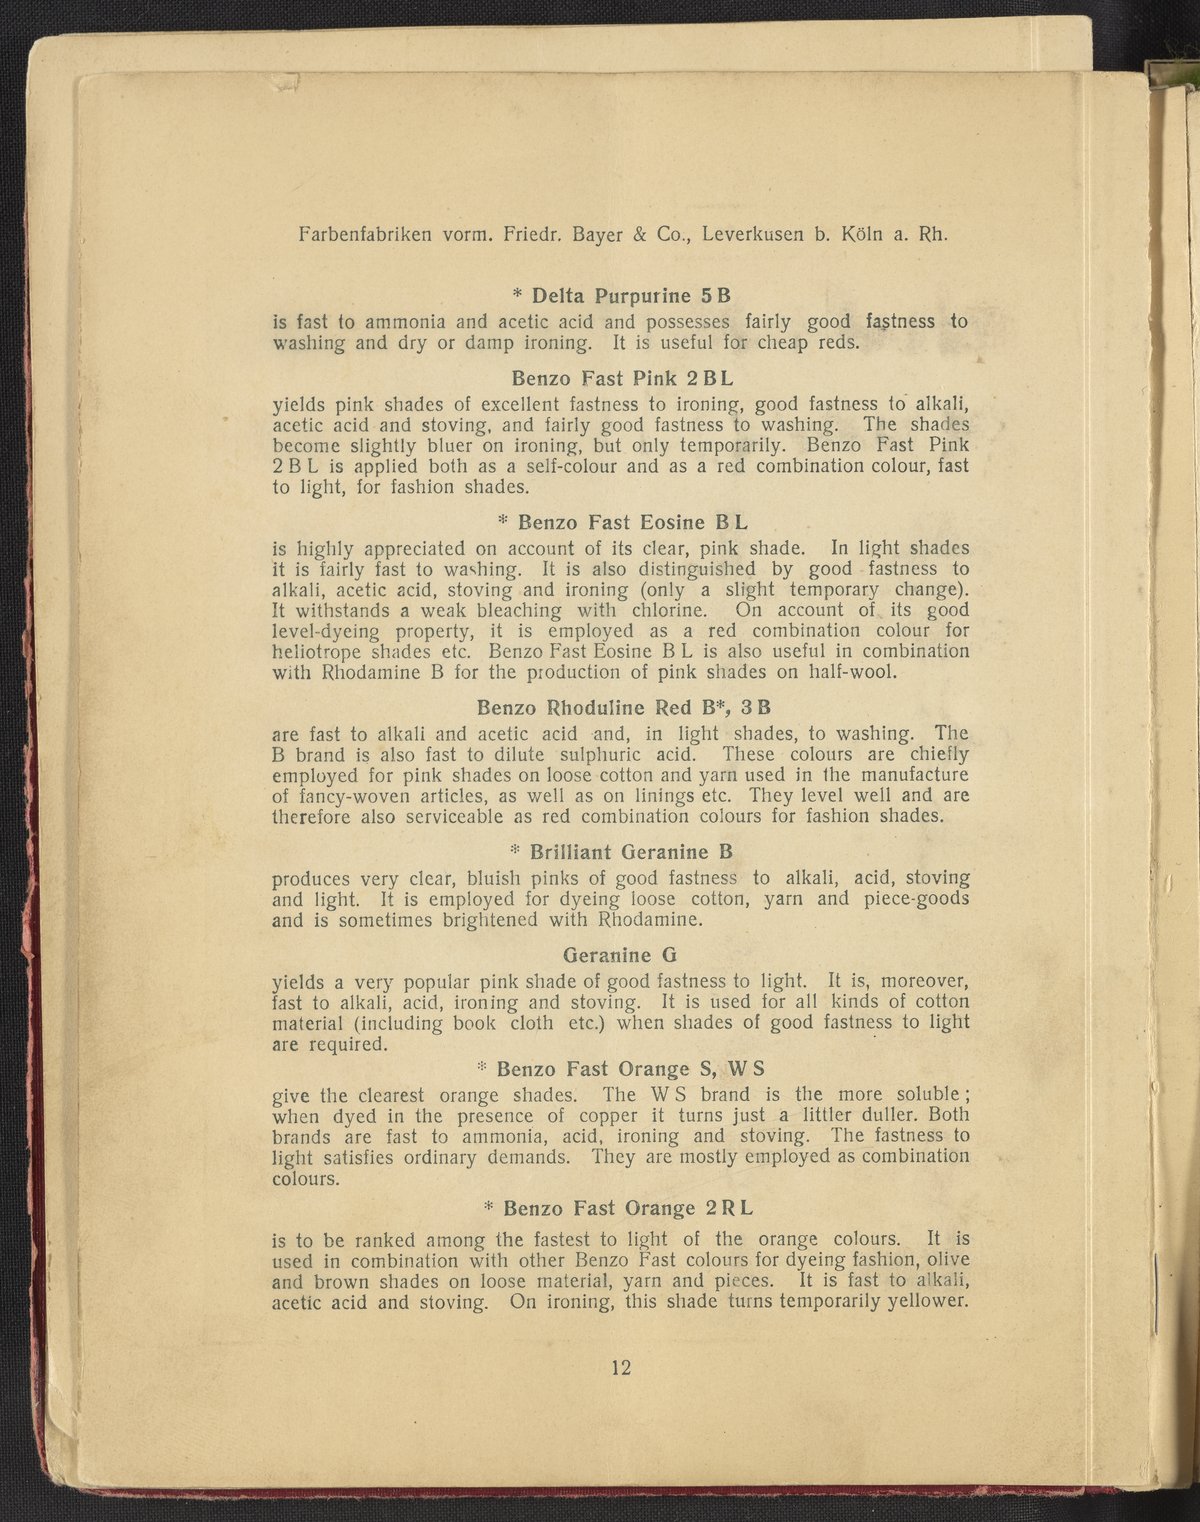 Farbenfabriken vorm. Friedr. Bayer & Co., Leverkusen b. Köln a. Rh.
* Delta Purpurine 5 B
is fast to ammonia and acetic acid and possesses fairly good fastness to
washing and dry or damp ironing. It is useful for cheap reds.
Benzo Fast Pink 2 B L
yields pink shades of excellent fastness to ironing, good fastness to alkali,
acetic acid and stoving, and fairly good fastness to washing. The shades
become slightly bluer on ironing, but only temporarily. Benzo Fast Pink
2 B L is applied both as a self-colour and as a red combination colour, fast
to light, for fashion shades.
* Benzo Fast Eosine B L
is highly appreciated on account of its clear, pink shade. In light shades
it is fairly fast to washing. It is also distinguished by good fastness to
alkali, acetic acid, stoving and ironing (only a slight temporary change).
It withstands a weak bleaching with chlorine. On account of its good
level-dyeing property, it is employed as a red combination colour for
heliotrope shades etc. Benzo Fast Eosine B L is also useful in combination
with Rhodamine B for the production of pink shades on half-wool.
Benzo Rhoduline Red B*, 3 B
are fast to alkali and acetic acid and, in light shades, to washing. The
B brand is also fast to dilute sulphuric acid. These colours are chiefly
employed for pink shades on loose cotton and yarn used in the manufacture
of fancy-woven articles, as well as on linings etc. They level well and are
therefore also serviceable as red combination colours for fashion shades.
* Brilliant Geranine B
produces very clear, bluish pinks of good fastness to alkali, acid, stoving
and light. It is employed for dyeing loose cotton, yarn and piece-goods
and is sometimes brightened with Rhodamine.
Geranine G
yields a very popular pink shade of good fastness to light. It is, moreover,
fast to alkali, acid, ironing and stoving. It is used for all kinds of cotton
material (including book cloth etc.) when shades of good fastness to light
are required.
* Benzo Fast Orange S, W S
give the clearest orange shades. The W S brand is the more soluble;
when dyed in the presence of copper it turns just a littler duller. Both
brands are fast to ammonia, acid, ironing and stoving. The fastness to
light satisfies ordinary demands. They are mostly employed as combination
colours.
* Benzo Fast Orange 2 R L
is to be ranked among the fastest to light of the orange colours. It is
used in combination with other Benzo Fast colours for dyeing fashion, olive
and brown shades on loose material, yarn and pieces. It is fast to alkali,
acetic acid and stoving. On ironing, this shade turns temporarily yellower.
12